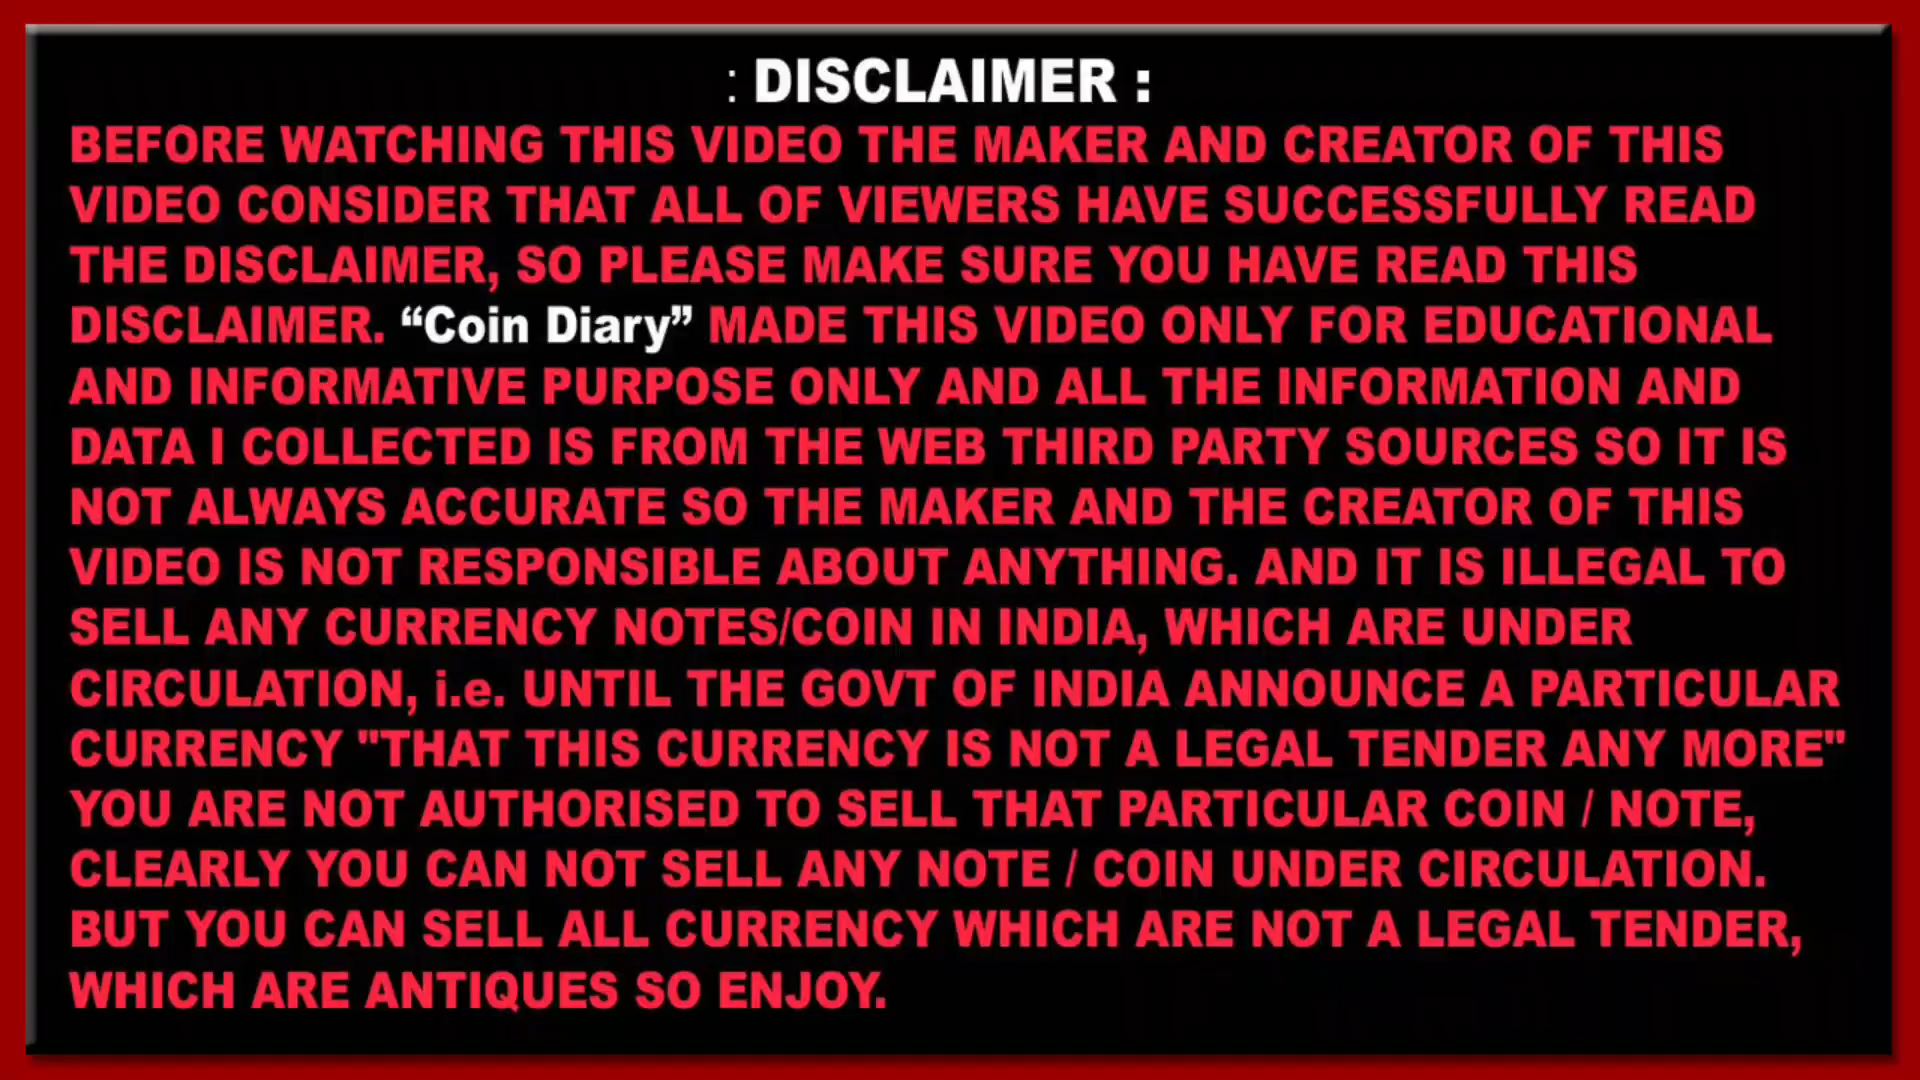 : DISCLAIMER :
BEFORE WATCHING THIS VIDEO THE MAKER AND CREATOR OF THIS
VIDEO CONSIDER THAT ALL OF VIEWERS HAVE SUCCESSFULLY READ
THE DISCLAIMER, SO PLEASE MAKE SURE YOU HAVE READ THIS
DISCLAIMER. “Coin Diary” MADE THIS VIDEO ONLY FOR EDUCATIONAL
AND INFORMATIVE PURPOSE ONLY AND ALL THE INFORMATION AND
DATA I COLLECTED IS FROM THE WEB THIRD PARTY SOURCES SO IT IS
NOT ALWAYS ACCURATE SO THE MAKER AND THE CREATOR OF THIS
VIDEO IS NOT RESPONSIBLE ABOUT ANYTHING. AND IT IS ILLEGAL TO
SELL ANY CURRENCY NOTES/COIN IN INDIA, WHICH ARE UNDER
CIRCULATION, i.e. UNTIL THE GOVT OF INDIA ANNOUNCE A PARTICULAR
CURRENCY "THAT THIS CURRENCY IS NOT A LEGAL TENDER ANY MORE"
YOU ARE NOT AUTHORISED TO SELL THAT PARTICULAR COIN / NOTE,
CLEARLY YOU CAN NOT SELL ANY NOTE / COIN UNDER CIRCULATION.
BUT YOU CAN SELL ALL CURRENCY WHICH ARE NOT A LEGAL TENDER,
WHICH ARE ANTIQUES SO ENJOY.